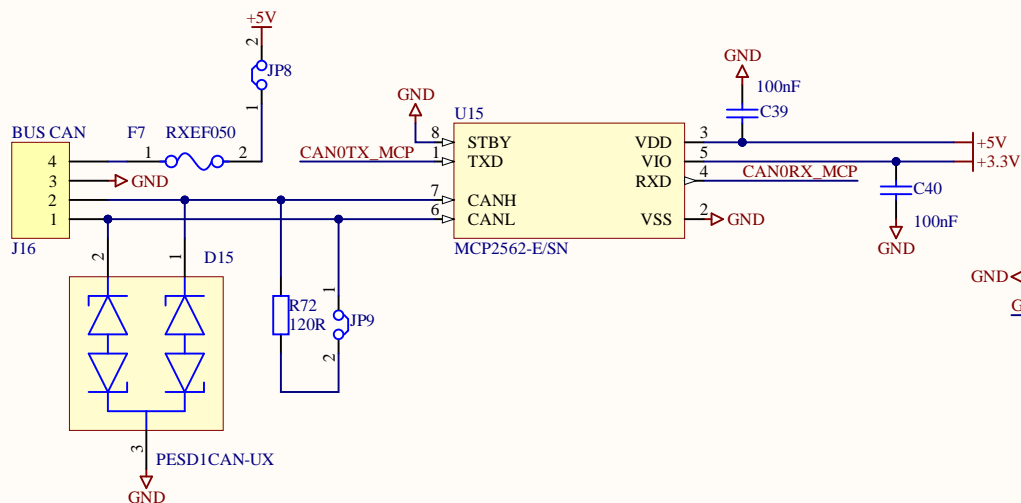 +5V
2
JP8
1
GND
100nF
C39
BUS CAN
F7 RXEF050
U15
4
1
2
CAN0TX_MCP
8 STBY
VDD 3
+5V
1 TXD
VIO 5
+3.3V
3 GND
RXD 4
CAN0RX_MCP
2
7 CANH
C40
1
6 CANL
VSS 2
GND
100nF
J16
MCP2562-E/SN
GND
2
1
D15
GND
G
R72
120R
1
JP9
2
3
PESD1CAN-UX
GND
GND